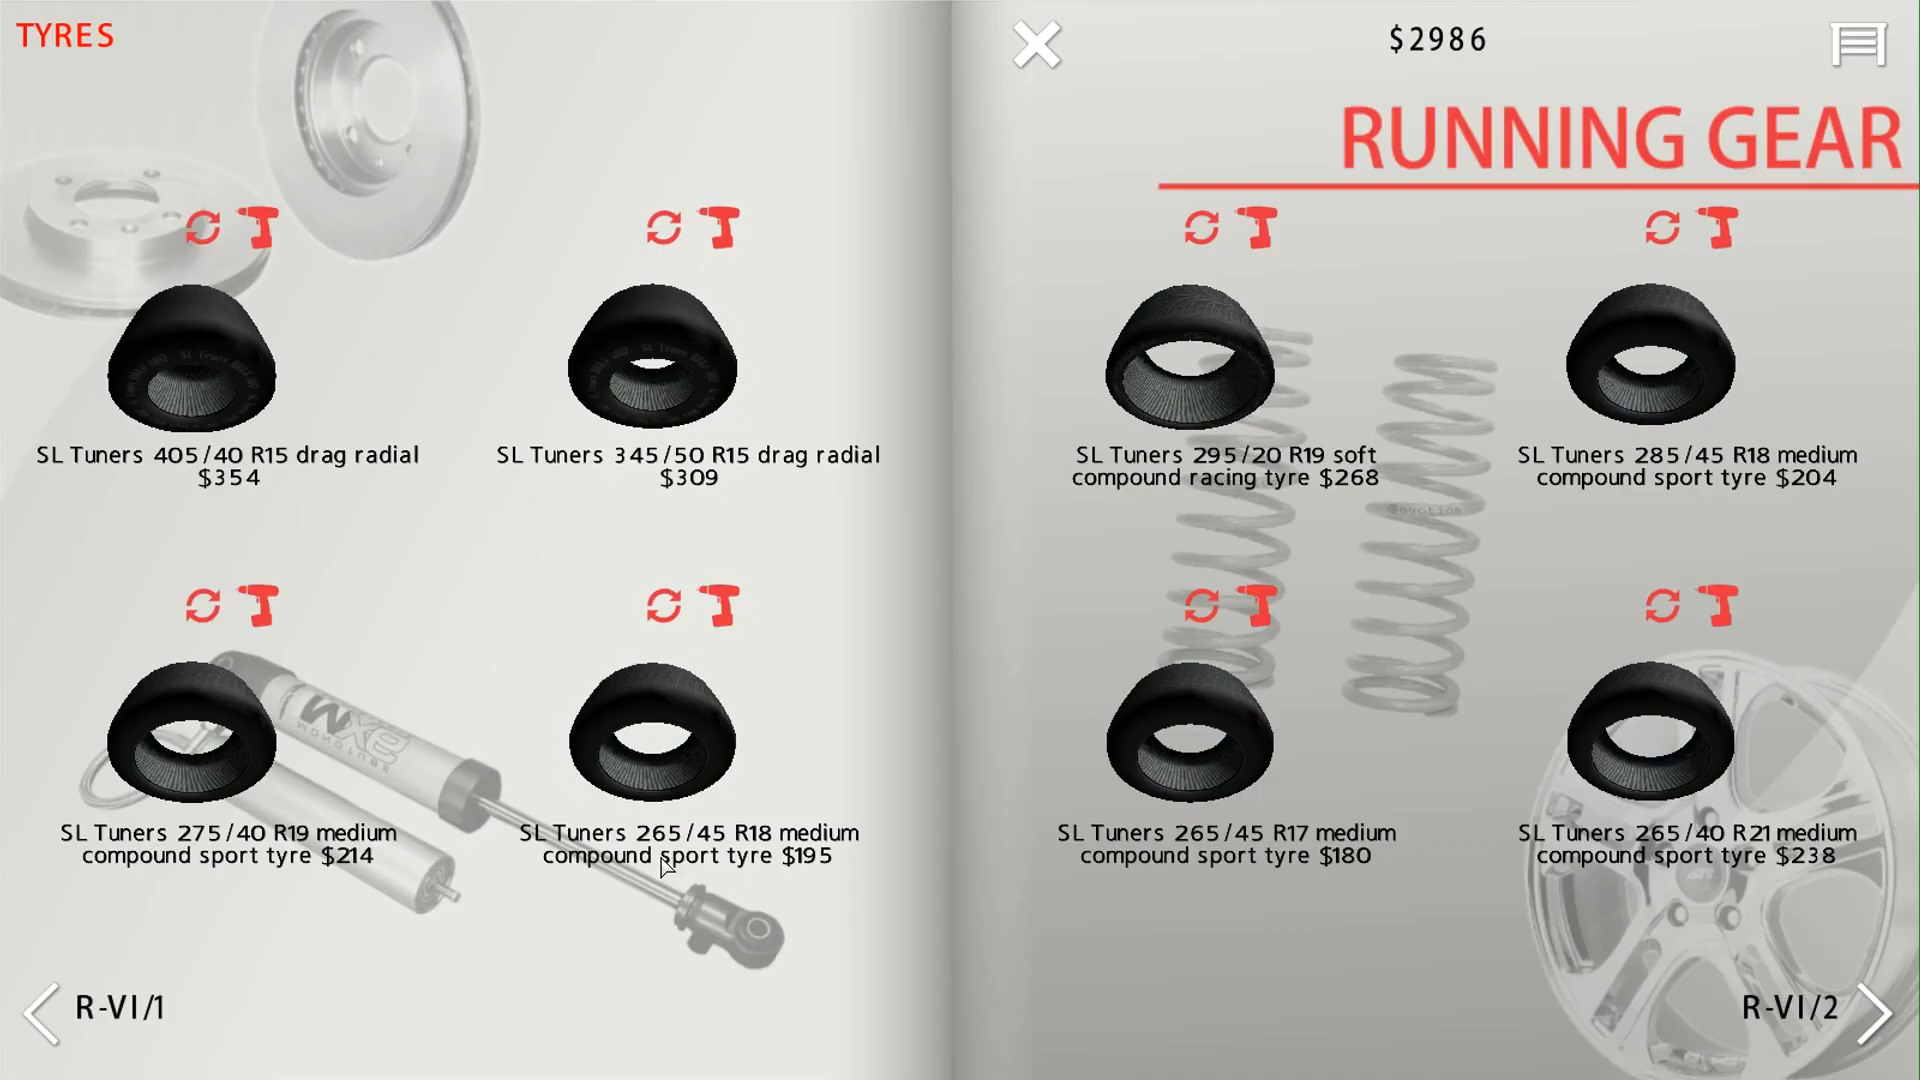 TYRES
$2986
RUNNING GEAR
SL Tuners 405/40 R15 drag radial
$354
SL Tuners 345/50 R15 drag radial
$309
SL Tuners 295/20 R19 soft
compound racing tyre $268
SL Tuners 285/45 R18 medium
compound sport tyre $204
SL Tuners 275/40 R19 medium
compound sport tyre $214
SL Tuners 265/45 R18 medium
compound sport tyre $195
SL Tuners 265/45 R17 medium
compound sport tyre $180
SL Tuners 265/40 R21 medium
compound sport tyre $238
R-VI/1
R-VI/2